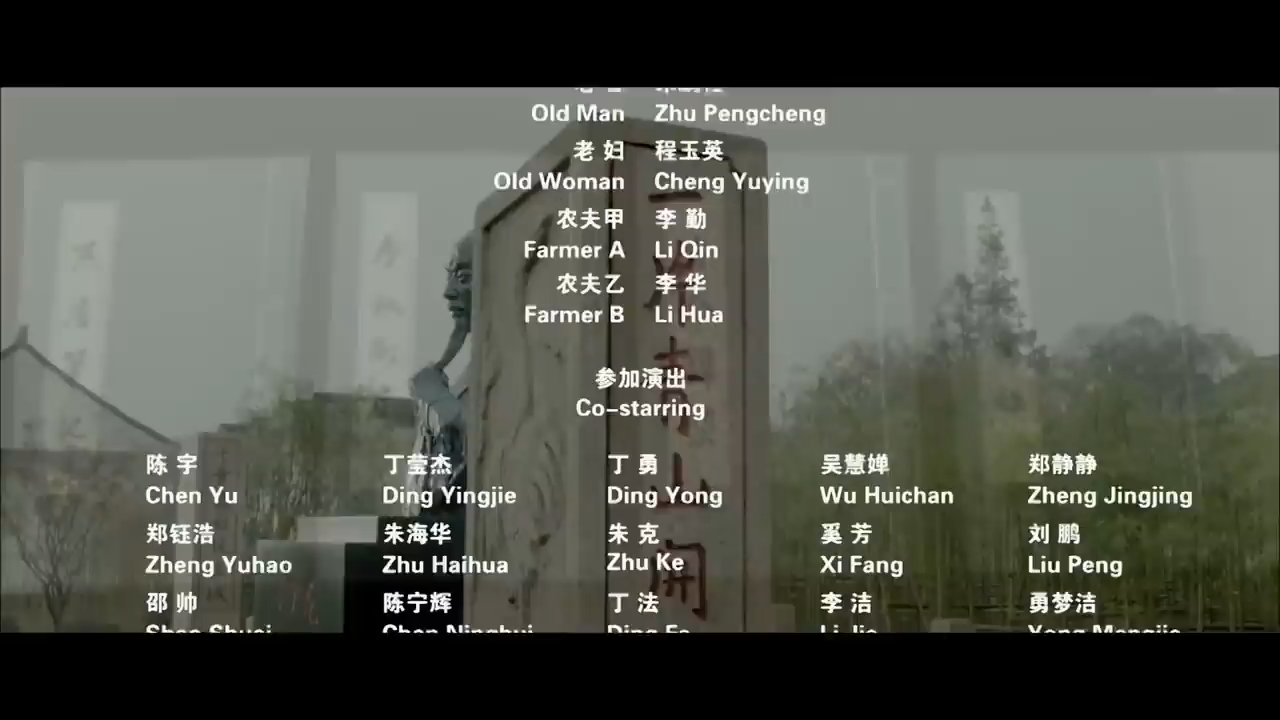 Old Man Zhu Pengcheng
老 妇 程玉英
Old Woman Cheng Yuying
农夫甲 李 勤
Farmer A Li Qin
农夫乙 李 华
Farmer B Li Hua
参加演出
Co-starring
陈 宇 丁莹杰 丁 勇 吴慧婵 郑静静
Chen Yu Ding Yingjie Ding Yong Wu Huichan Zheng Jingjing
郑钰浩 朱海华 朱 克 奚 芳 刘 鹏
Zheng Yuhao Zhu Haihua Zhu Ke Xi Fang Liu Peng
邵 帅 陈宁辉 丁 法 李 洁 勇梦洁